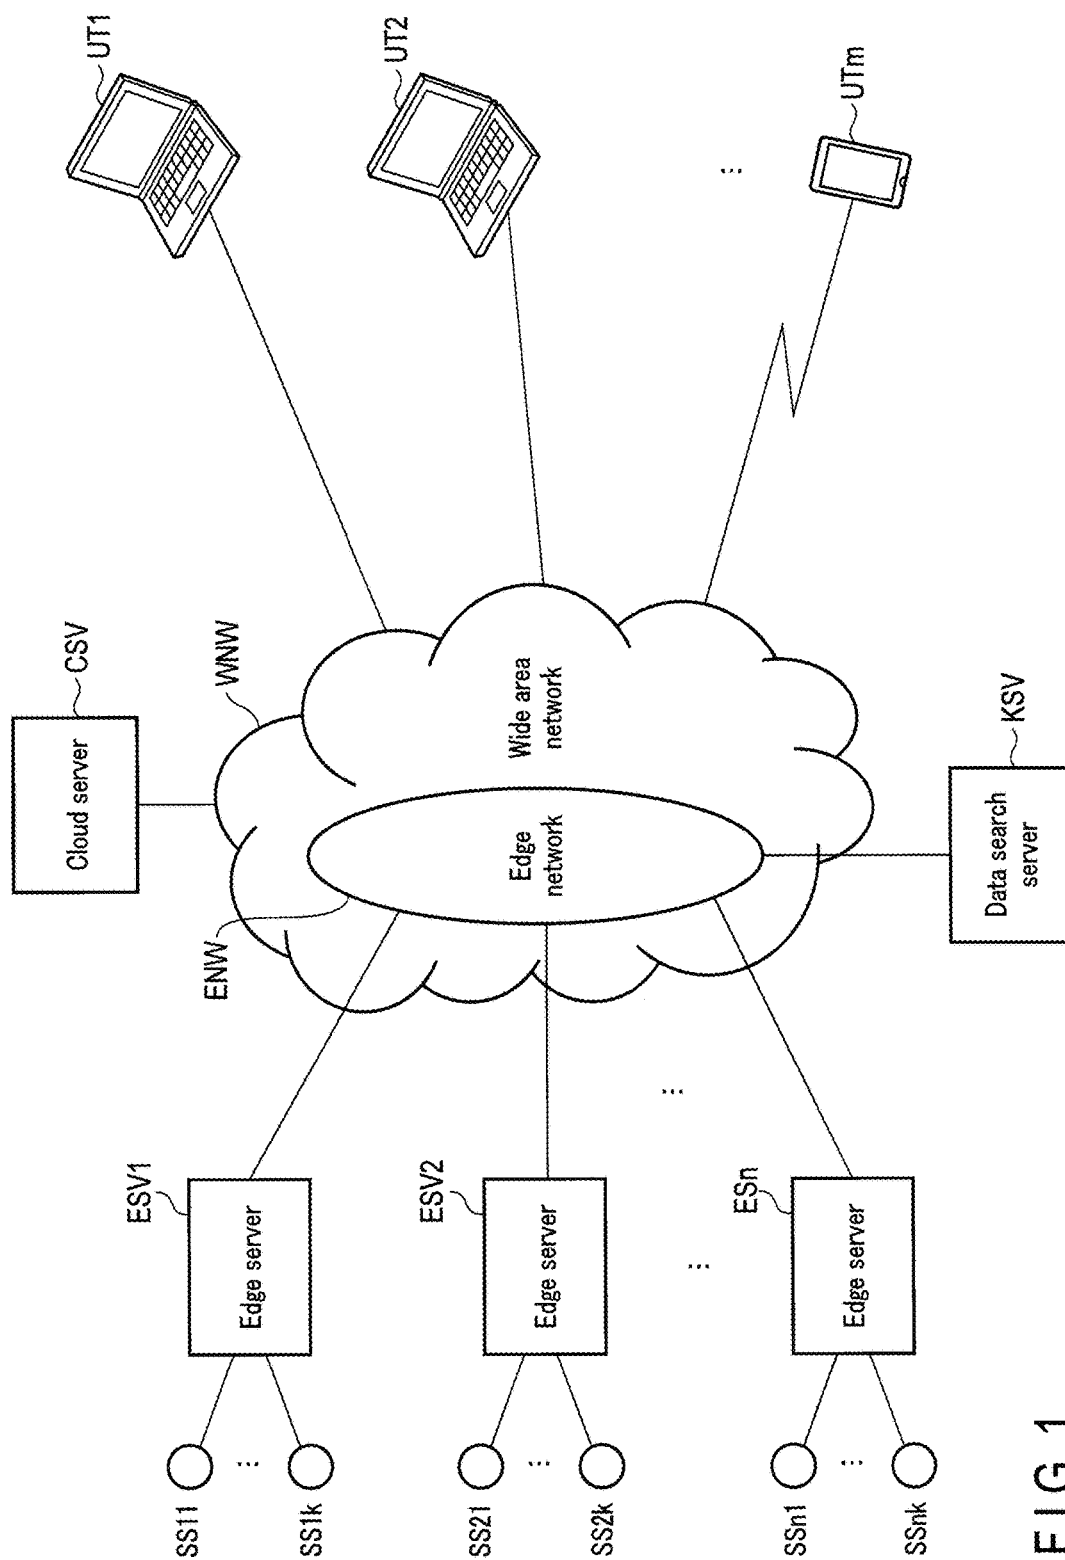 CSV
Cloud server
WNW
UT1
ENW
Edge
network
Wide area
network
UT2
ESV1
Edge server
SS11
...
SS1k
ESV2
Edge server
SS21
...
SS2k
...
...
...
ESn
Edge server
SSn1
...
SSnk
UTm
KSV
Data search
server
FIG. 1